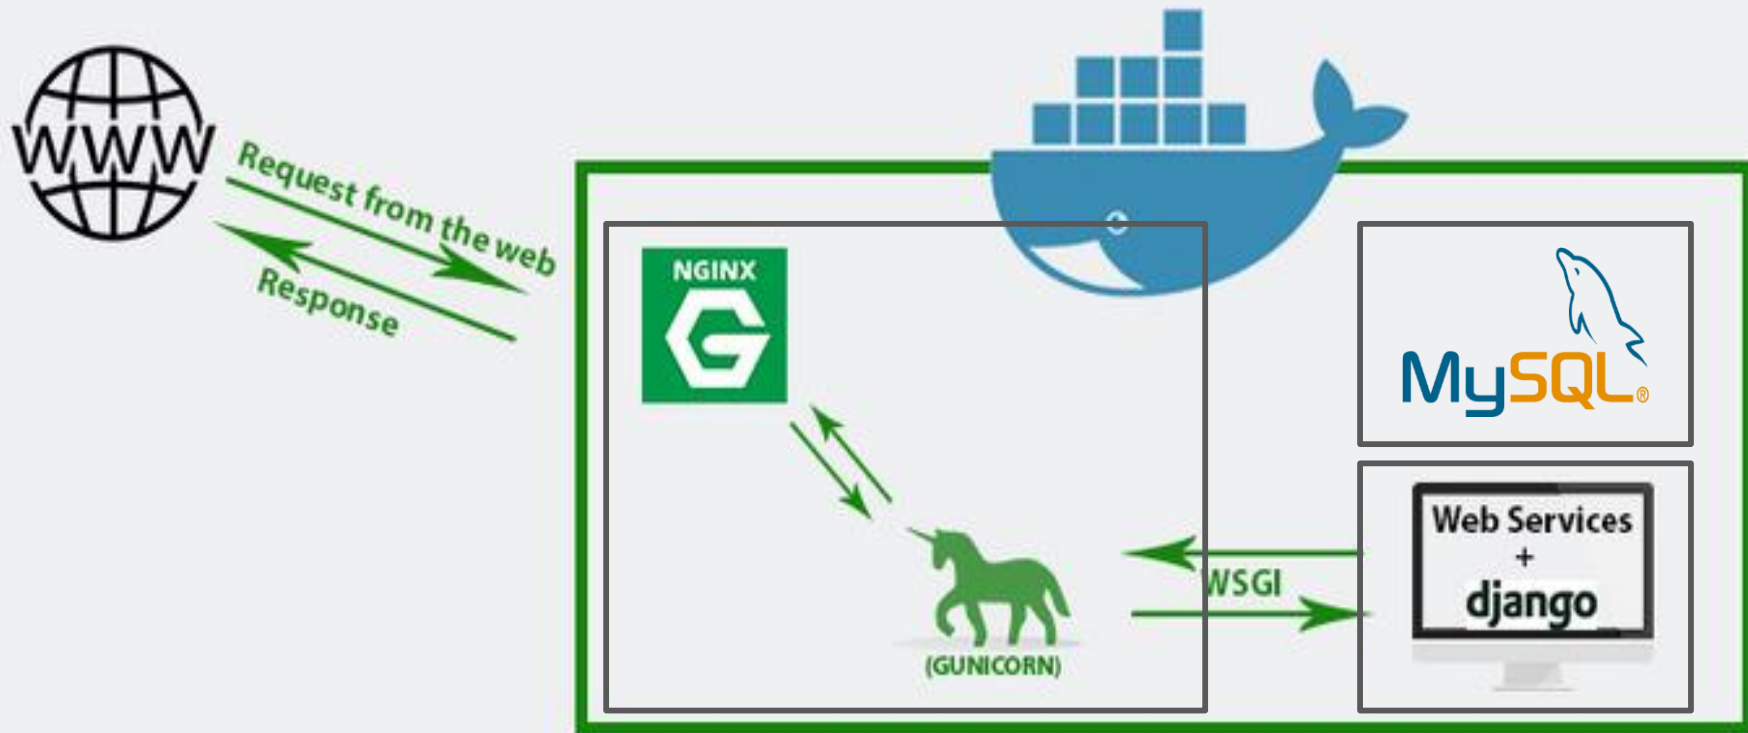 WWW
Request from the web
Response
NGINX
(GUNICORN)
WSGI
MySQL®
Web Services
+
django